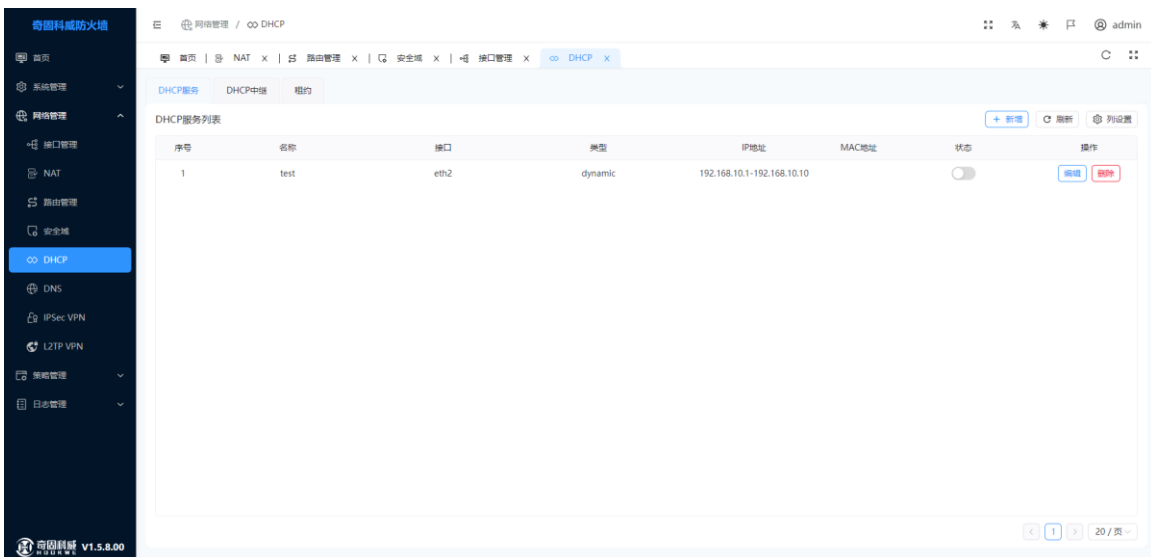 奇固科威防火墙
网络管理 / DHCP
admin
首页 | NAT x | 路由管理 x | 安全域 x | 接口管理 x DHCP x
首页
系统管理
网络管理
接口管理
NAT
路由管理
安全域
DHCP
DNS
IPSec VPN
L2TP VPN
策略管理
日志管理
DHCP服务 DHCP中继 租约
DHCP服务列表
+ 新增 刷新 列设置
序号 名称 接口 类型 IP地址 MAC地址 状态 操作
1 test eth2 dynamic 192.168.10.1-192.168.10.10 编辑 删除
< 1 > 20 / 页
奇固科威 V1.5.8.00